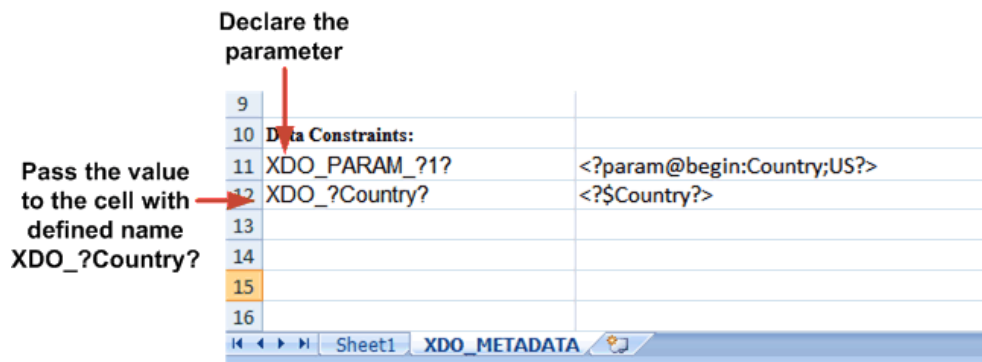 Declare the
parameter
9
10 Data Constraints:
11 XDO_PARAM_?1? <?param@begin:Country;US?>
Pass the value
to the cell with
defined name
XDO_?Country?
12 XDO_?Country? <?$Country?>
13
14
15
16
Sheet1 XDO_METADATA